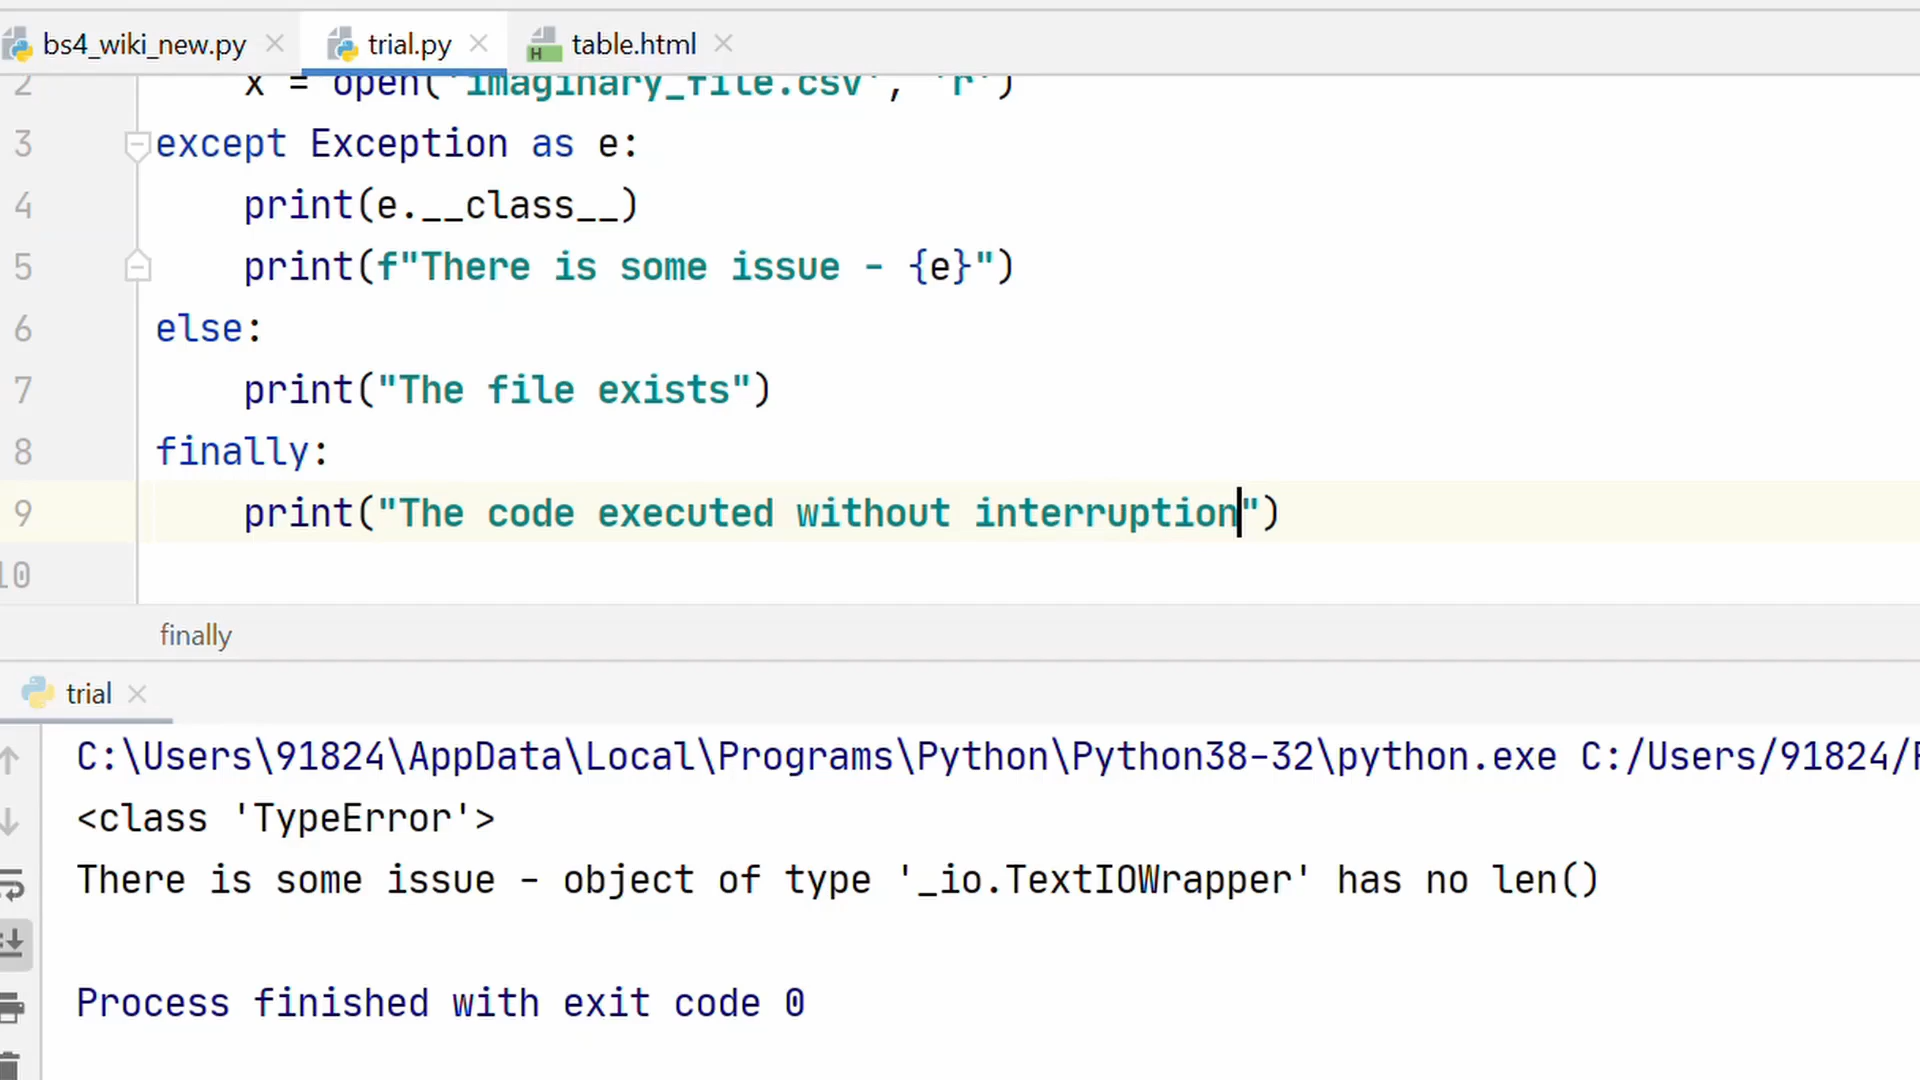 bs4_wiki_new.py trial.py table.html
2 x = open('imaginary_file.csv', 'r')
3 except Exception as e:
4 print(e.__class__)
5 print(f"There is some issue - {e}")
6 else:
7 print("The file exists")
8 finally:
9 print("The code executed without interruption")
10
finally
trial
C:\Users\91824\AppData\Local\Programs\Python\Python38-32\python.exe C:/Users/91824/
<class 'TypeError'>
There is some issue - object of type '_io.TextIOWrapper' has no len()
Process finished with exit code 0